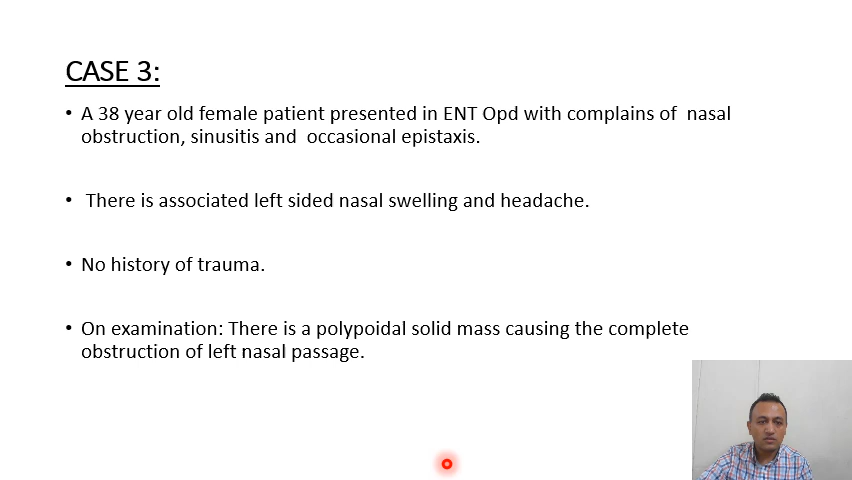 CASE 3:
• A 38 year old female patient presented in ENT Opd with complains of  nasal
obstruction, sinusitis and  occasional epistaxis.
•  There is associated left sided nasal swelling and headache.
• No history of trauma.
• On examination: There is a polypoidal solid mass causing the complete
obstruction of left nasal passage.